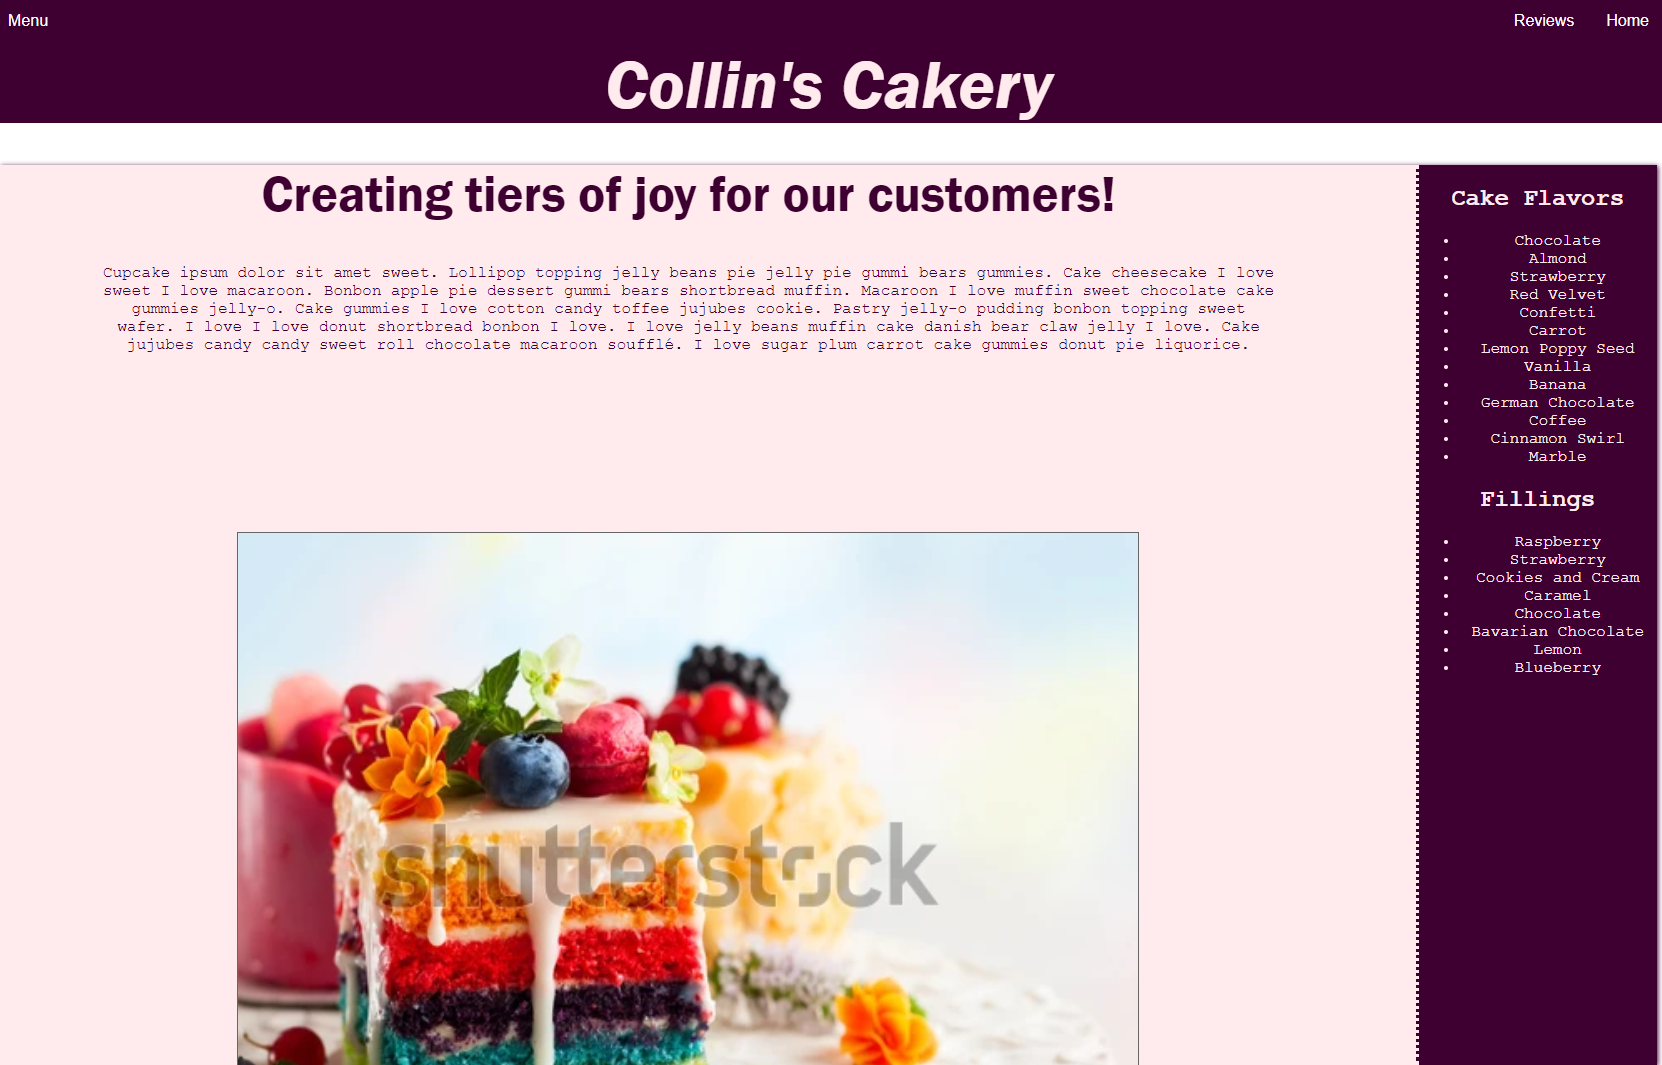 Menu
Reviews
Home
Collin's Cakery
Creating tiers of joy for our customers!
Cupcake ipsum dolor sit amet sweet. Lollipop topping jelly beans pie jelly pie gummi bears gummies. Cake cheesecake I love
sweet I love macaroon. Bonbon apple pie dessert gummi bears shortbread muffin. Macaroon I love muffin sweet chocolate cake
gummies jelly-o. Cake gummies I love cotton candy toffee jujubes cookie. Pastry jelly-o pudding bonbon topping sweet
wafer. I love I love donut shortbread bonbon I love. I love jelly beans muffin cake danish bear claw jelly I love. Cake
jujubes candy candy sweet roll chocolate macaroon soufflé. I love sugar plum carrot cake gummies donut pie liquorice.
shutterstock
Cake Flavors
Chocolate
Almond
Strawberry
Red Velvet
Confetti
Carrot
Lemon Poppy Seed
Vanilla
Banana
German Chocolate
Coffee
Cinnamon Swirl
Marble
Fillings
Raspberry
Strawberry
Cookies and Cream
Caramel
Chocolate
Bavarian Chocolate
Lemon
Blueberry